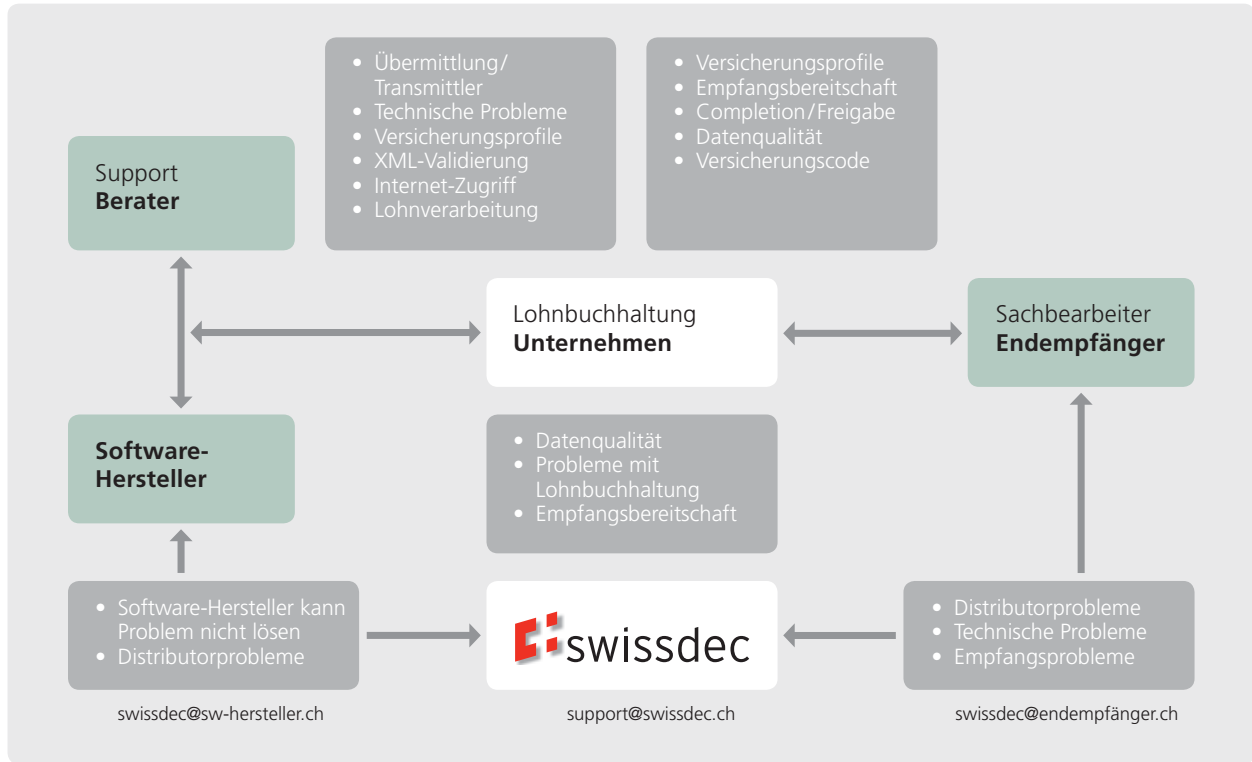 • Übermittlung/
Transmittler
• Technische Probleme
• Versicherungsprofile
• XML-Validierung
• Internet-Zugriff
• Lohnverarbeitung
• Versicherungsprofile
• Empfangsbereitschaft
• Completion/Freigabe
• Datenqualität
• Versicherungscode
Support
Berater
Lohnbuchhaltung
Unternehmen
Sachbearbeiter
Endempfänger
Software-
Hersteller
• Datenqualität
• Probleme mit
Lohnbuchhaltung
• Empfangsbereitschaft
• Software-Hersteller kann
Problem nicht lösen
• Distributorprobleme
swissdec
• Distributorprobleme
• Technische Probleme
• Empfangsprobleme
swissdec@sw-hersteller.ch
support@swissdec.ch
swissdec@endempfänger.ch